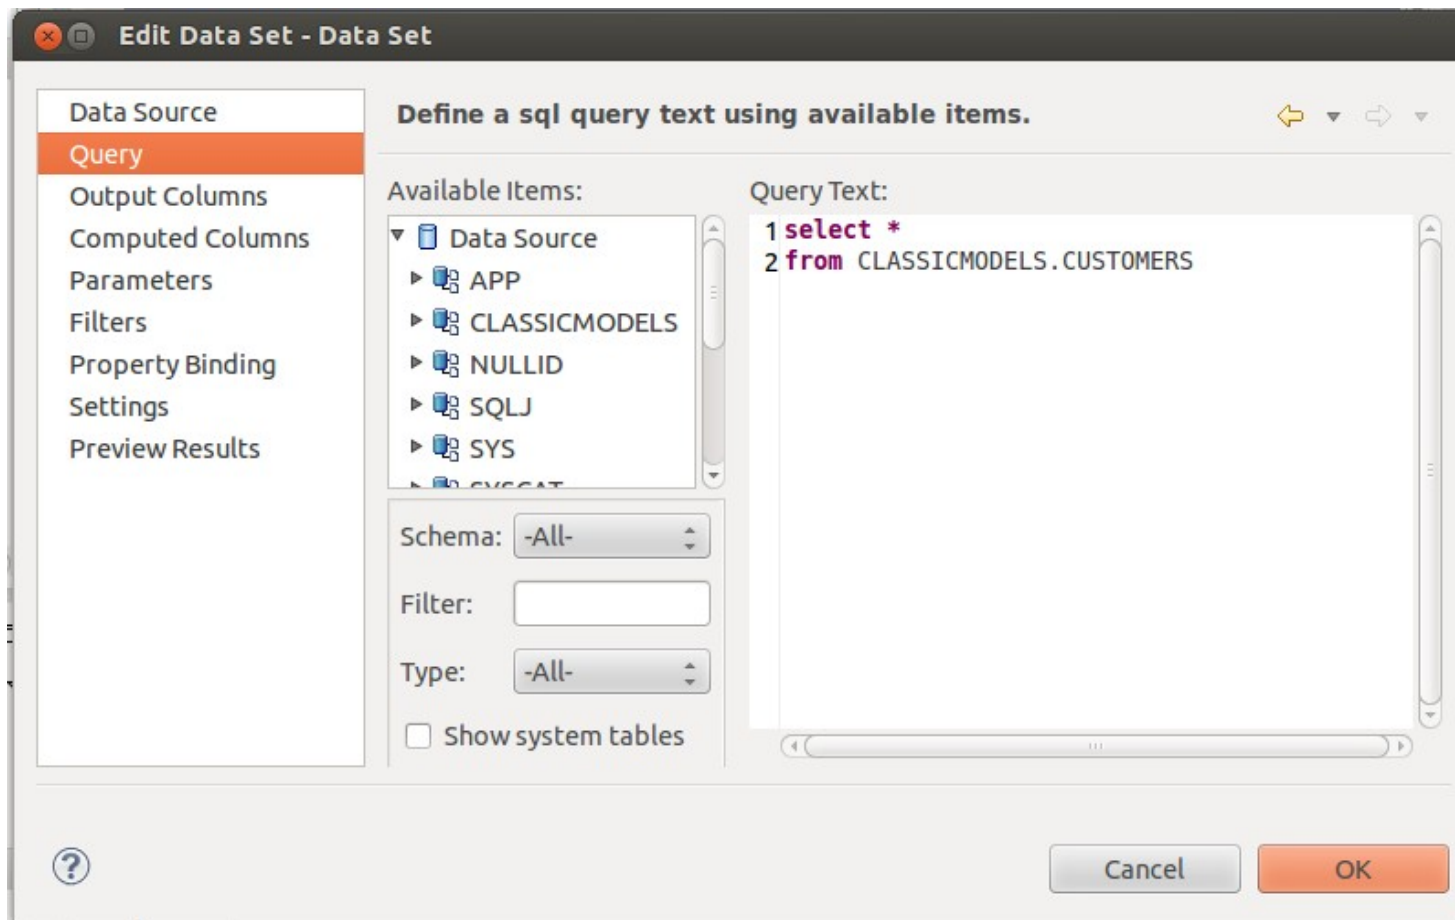 Edit Data Set - Data Set
Data Source
Query
Output Columns
Computed Columns
Parameters
Filters
Property Binding
Settings
Preview Results
Define a sql query text using available items.
Available Items:
Data Source
APP
CLASSICMODELS
NULLID
SQLJ
SYS
SYSCAT
Schema: -All-
Filter:
Type: -All-
Show system tables
Query Text:
1 select *
2 from CLASSICMODELS.CUSTOMERS
?
Cancel
OK